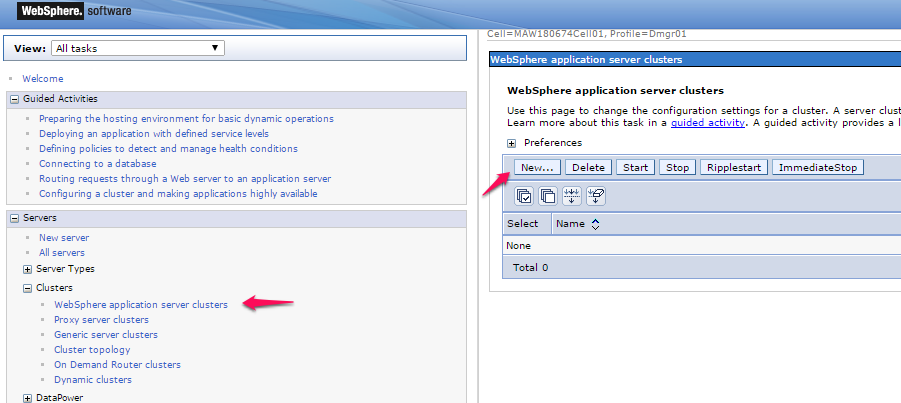 WebSphere. software
View: All tasks
Welcome
Guided Activities
Preparing the hosting environment for basic dynamic operations
Deploying an application with defined service levels
Defining policies to detect and manage health conditions
Connecting to a database
Routing requests through a Web server to an application server
Configuring a cluster and making applications highly available
Servers
New server
All servers
Server Types
Clusters
WebSphere application server clusters
Proxy server clusters
Generic server clusters
Cluster topology
On Demand Router clusters
Dynamic clusters
DataPower
Cell=MAW180674Cell01, Profile=Dmgr01
WebSphere application server clusters
WebSphere application server clusters
Use this page to change the configuration settings for a cluster. A server clust
Learn more about this task in a guided activity. A guided activity provides a l
Preferences
New... Delete Start Stop Ripplestart ImmediateStop
Select Name
None
Total 0